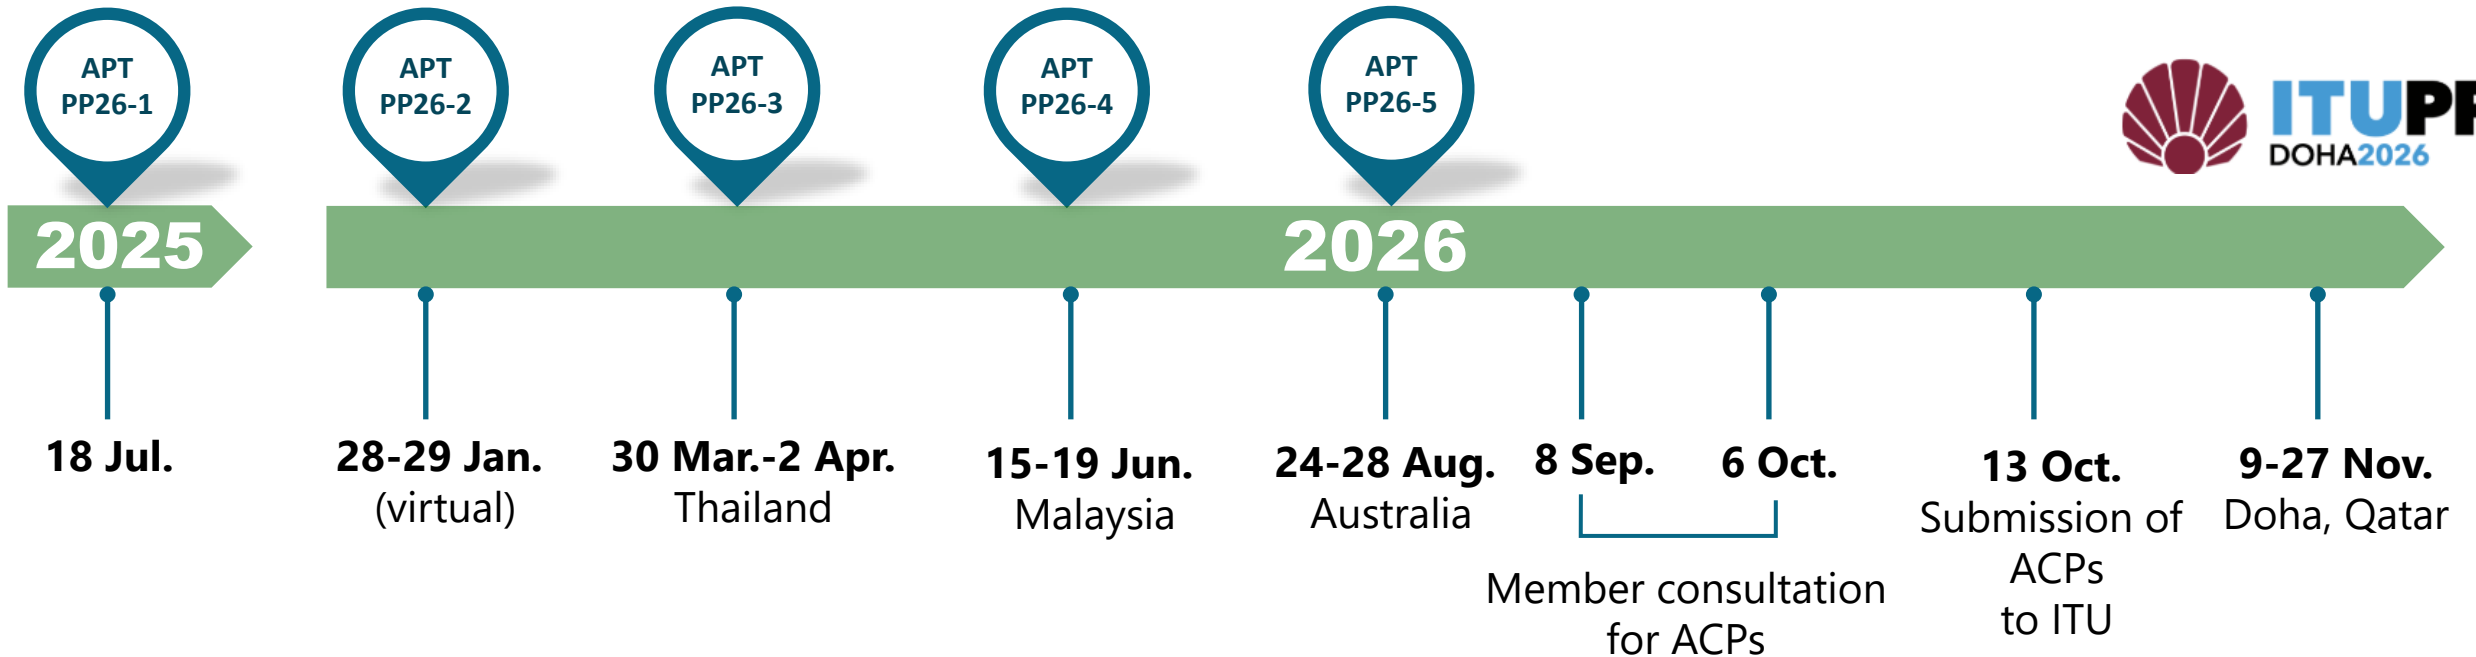 APT
PP26-1
APT
PP26-2
APT
PP26-3
APT
PP26-4
APT
PP26-5
ITUPP
DOHA2026
2025
2026
18 Jul.
28-29 Jan.
(virtual)
30 Mar.-2 Apr.
Thailand
15-19 Jun.
Malaysia
24-28 Aug.
Australia
8 Sep.
6 Oct.
Member consultation
for ACPs
13 Oct.
Submission of
ACPs
to ITU
9-27 Nov.
Doha, Qatar